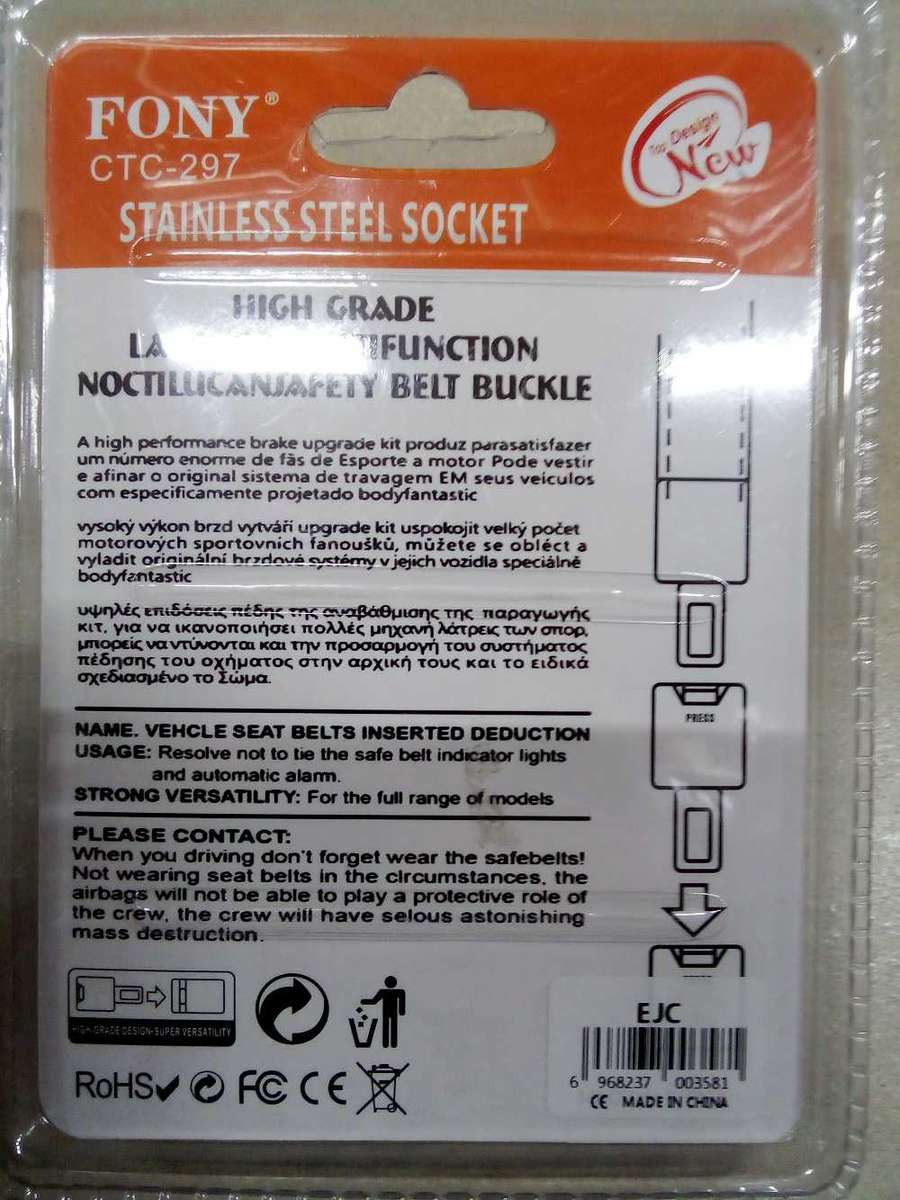 FONY®
CTC-297
Top Design
New
STAINLESS STEEL SOCKET
HIGH GRADE
NOCTILUCANJAFETY BELT BUCKLE
A high performance brake upgrade kit produz parasatisfazer
um número enorme de fãs de Esporte a motor Pode vestir
e afinar o original sistema de travagem EM seus veículos
com especificamente projetado bodyfantastic
vysoký výkon brzd vytváří upgrade kit uspokojit velký počet
motorových sportovních fanoušků, můžete se obléct a
vyladit originální brzdové systémy v jejich vozidla speciálně
bodyfantastic
υψηλές επιδόσεις πέδης της αναβάθμισης της παραγωγής
κιτ, για να ικανοποιήσει πολλές μηχανή λάτρεις των σπορ,
μπορείς να ντύνονται και την προσαρμογή του συστήματος
πέδησης του οχήματος στην αρχική τους και το ειδικά
σχεδιασμένο το Σώμα.
PRESS
NAME. VEHCLE SEAT BELTS INSERTED DEDUCTION
USAGE: Resolve not to tie the safe belt indicator lights
and automatic alarm.
STRONG VERSATILITY: For the full range of models
PLEASE CONTACT:
When you driving don't forget wear the safebelts!
Not wearing seat belts in the circumstances, the
airbags will not be able to play a protective role of
the crew, the crew will have selous astonishing
mass destruction.
HIGH-GRADE DESIGN-SUPER VERSATILITY
RoHS✔ FC CE
EJC
6 968237 003581
CE MADE IN CHINA